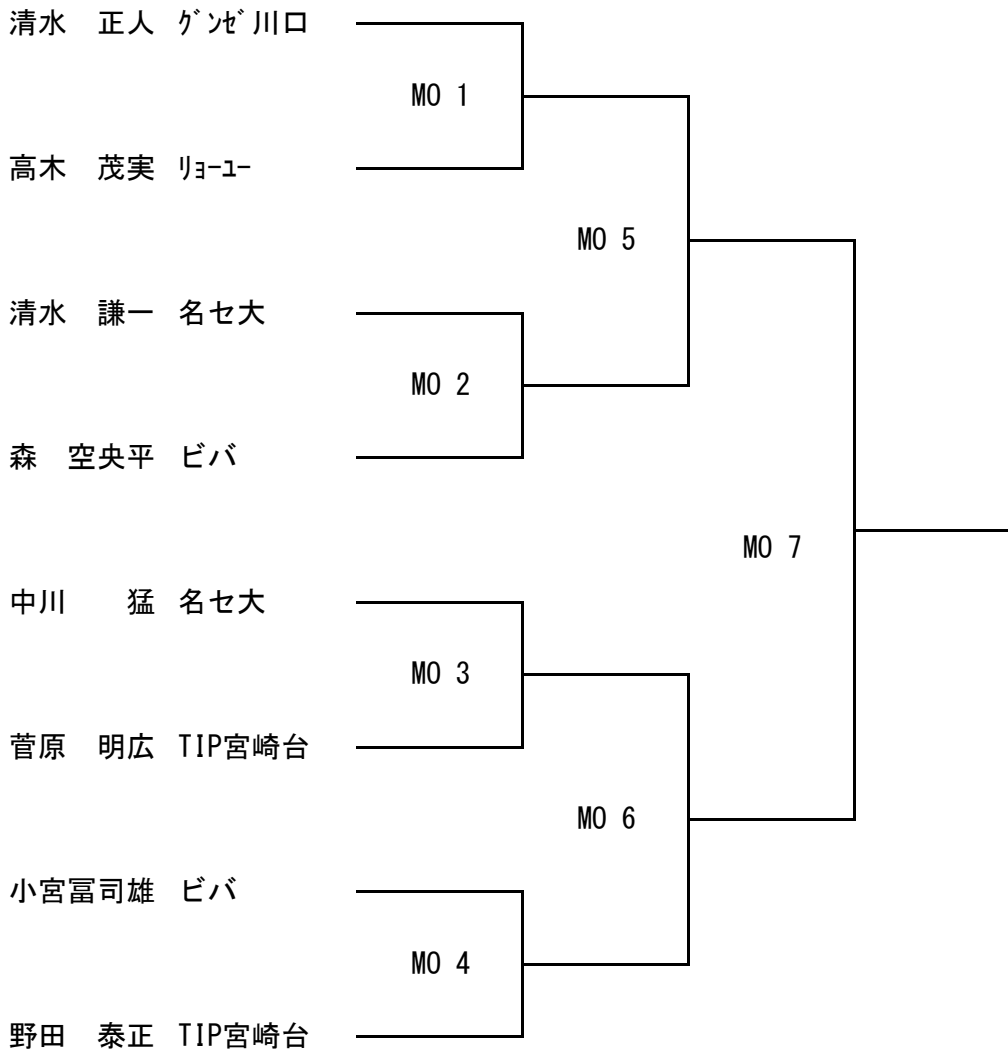 清水　正人 ｸﾞﾝｾﾞ川口
MO 1
高木　茂実 ﾘｮｰﾕｰ
MO 5
清水　謙一 名セ大
MO 2
森　空央平 ビバ
MO 7
中川　　猛 名セ大
MO 3
菅原　明広 TIP宮崎台
MO 6
小宮冨司雄 ビバ
MO 4
野田　泰正 TIP宮崎台